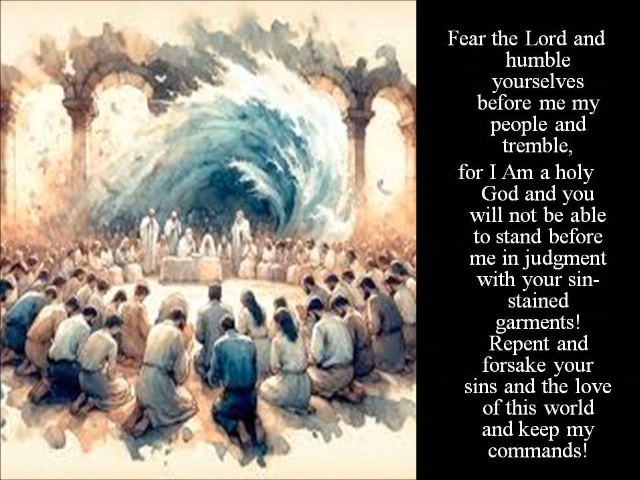 Fear the Lord and
humble
yourselves
before me my
people and
tremble,
for I Am a holy
God and you
will not be able
to stand before
me in judgment
with your sin-
stained
garments!
Repent and
forsake your
sins and the love
of this world
and keep my
commands!